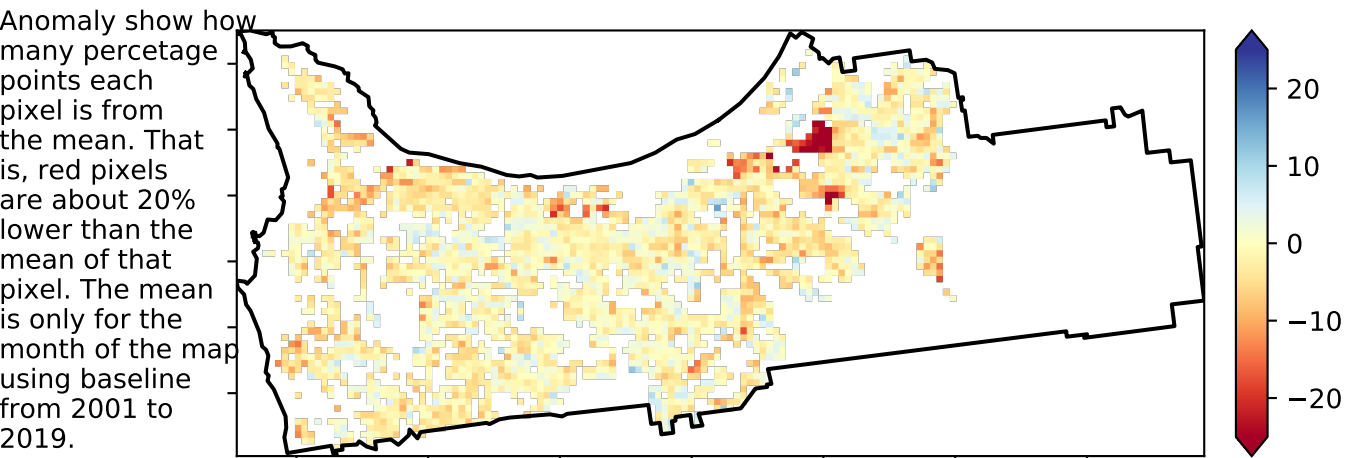 Anomaly show how
many percetage
points each
pixel is from
the mean. That
is, red pixels
are about 20%
lower than the
mean of that
pixel. The mean
is only for the
month of the map
using baseline
from 2001 to
2019.
20
10
0
−10
−20